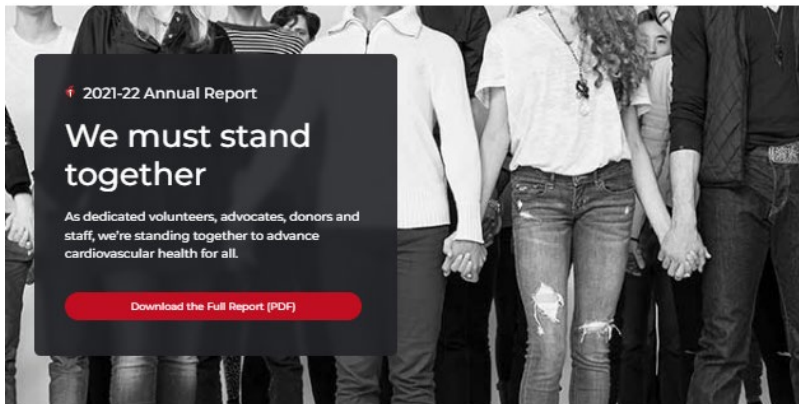 2021-22 Annual Report
We must stand
together
As dedicated volunteers, advocates, donors and
staff, we're standing together to advance
cardiovascular health for all.
Download the Full Report (PDF)